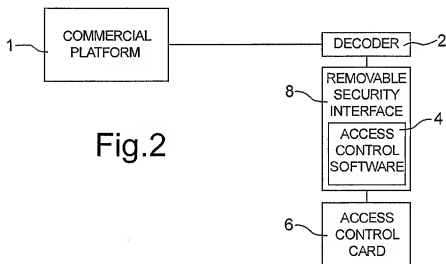 1
COMMERCIAL
PLATFORM
DECODER
2
8
REMOVABLE
SECURITY
INTERFACE
4
ACCESS
CONTROL
SOFTWARE
Fig.2
6
ACCESS
CONTROL
CARD